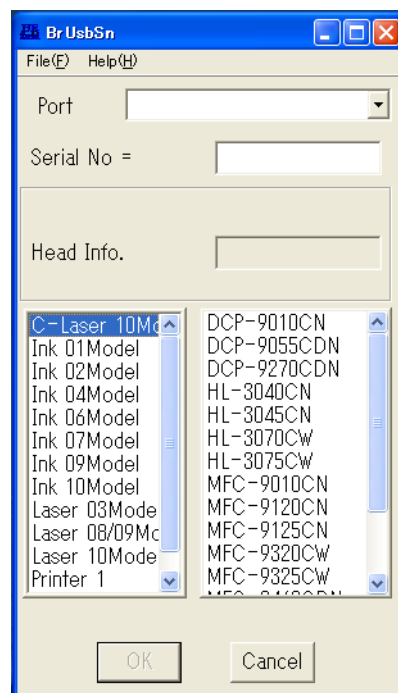 BrUsbSn
File(F) Help(H)
Port
Serial No =
Head Info.
C-Laser 10Mo
Ink 01Model
Ink 02Model
Ink 04Model
Ink 06Model
Ink 07Model
Ink 09Model
Ink 10Model
Laser 03Mode
Laser 08/09Mc
Laser 10Mode
Printer 1
DCP-9010CN
DCP-9055CDN
DCP-9270CDN
HL-3040CN
HL-3045CN
HL-3070CW
HL-3075CW
MFC-9010CN
MFC-9120CN
MFC-9125CN
MFC-9320CW
MFC-9325CW
OK
Cancel